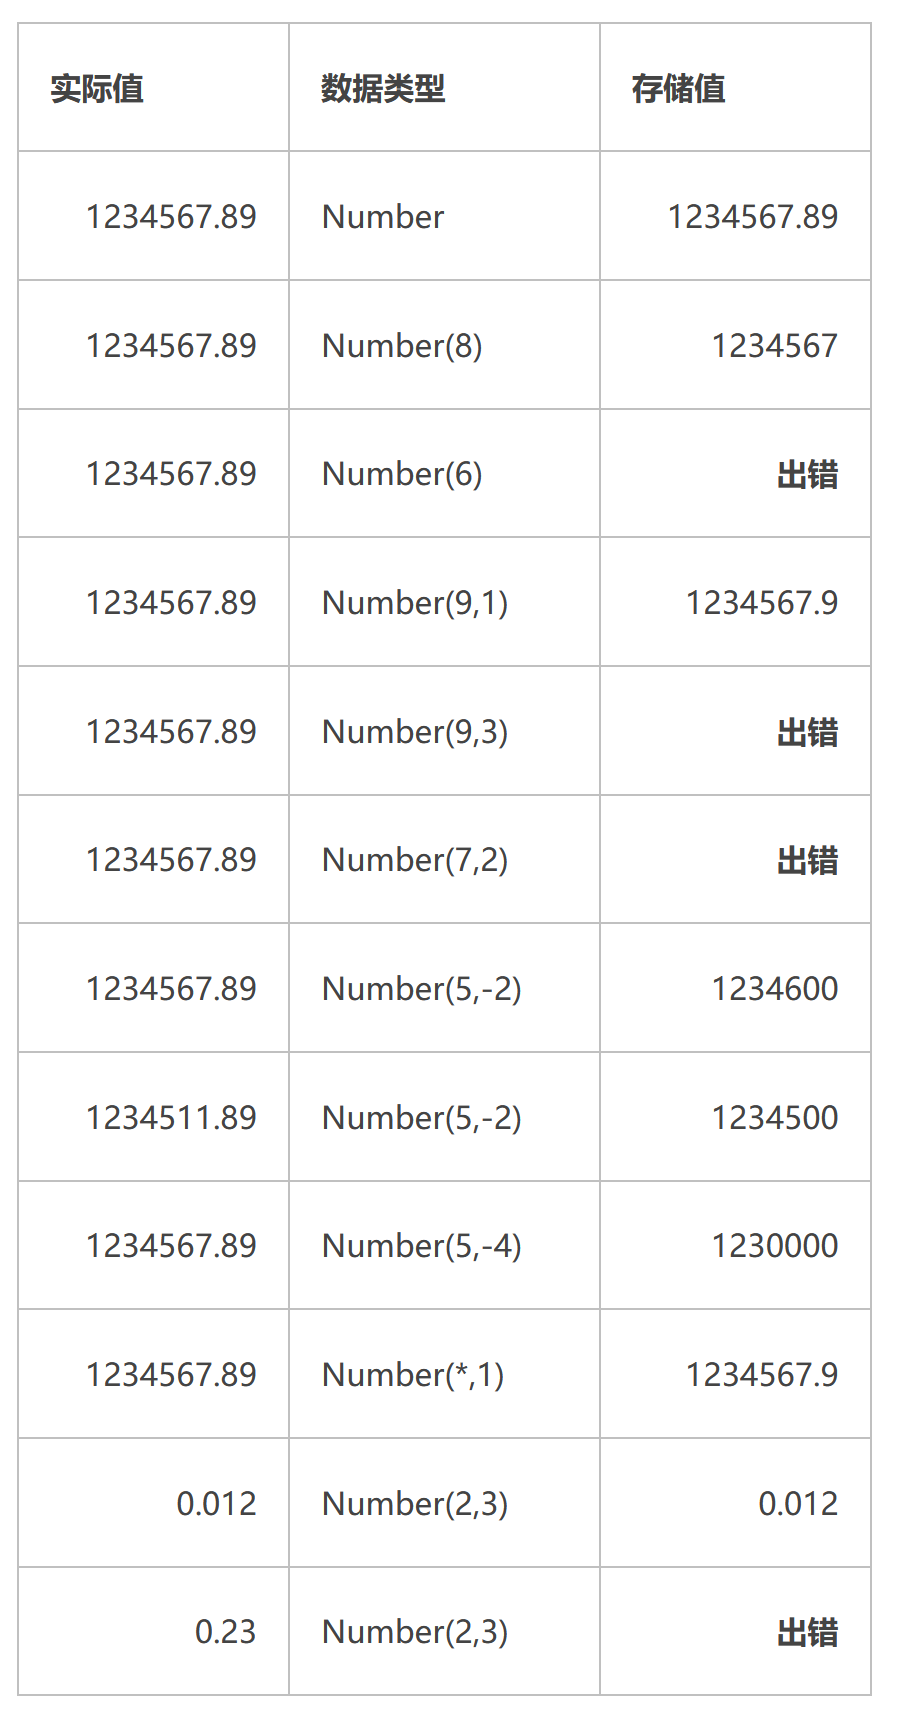 实际值 数据类型 存储值
1234567.89 Number 1234567.89
1234567.89 Number(8) 1234567
1234567.89 Number(6) 出错
1234567.89 Number(9,1) 1234567.9
1234567.89 Number(9,3) 出错
1234567.89 Number(7,2) 出错
1234567.89 Number(5,-2) 1234600
1234511.89 Number(5,-2) 1234500
1234567.89 Number(5,-4) 1230000
1234567.89 Number(*,1) 1234567.9
0.012 Number(2,3) 0.012
0.23 Number(2,3) 出错